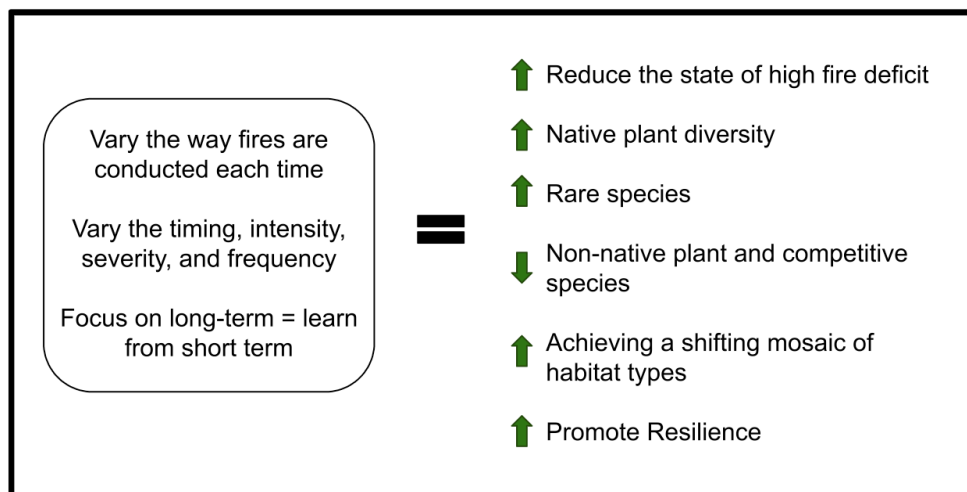 Vary the way fires are
conducted each time
Vary the timing, intensity,
severity, and frequency
Focus on long-term = learn
from short term
=
Reduce the state of high fire deficit
Native plant diversity
Rare species
Non-native plant and competitive
species
Achieving a shifting mosaic of
habitat types
Promote Resilience